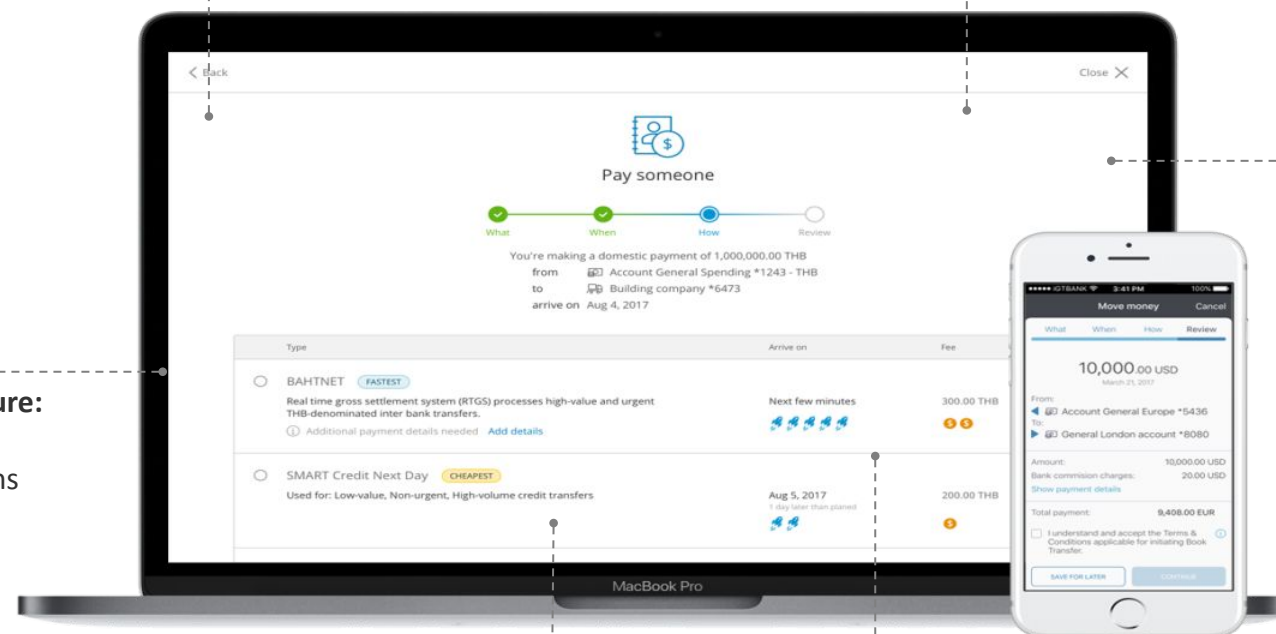 Back
Close
Pay someone
What When How Review
You're making a domestic payment of 1,000,000.00 THB
from Account General Spending *1243 - THB
to Building company *6473
arrive on Aug 4, 2017
Type Arrive on Fee
BAHTNET FASTEST
Real time gross settlement system (RTGS) processes high-value and urgent
THB-denominated inter bank transfers.
Additional payment details needed Add details
Next few minutes
300.00 THB
SMART Credit Next Day CHEAPEST
Used for: Low-value, Non-urgent, High-volume credit transfers
Aug 5, 2017
1 day later than planed
200.00 THB
MacBook Pro
ure:
ns
iGTBANK 3:41 PM 100%
Move money Cancel
What When How Review
10,000.00 USD
March 21, 2017
From:
Account General Europe *5436
To:
General London account *8080
Amount: 10,000.00 USD
Bank commision charges: 20.00 USD
Show payment details
Total payment: 9,408.00 EUR
I understand and accept the Terms &
Conditions applicable for initiating Book
Transfer.
SAVE FOR LATER CONTINUE